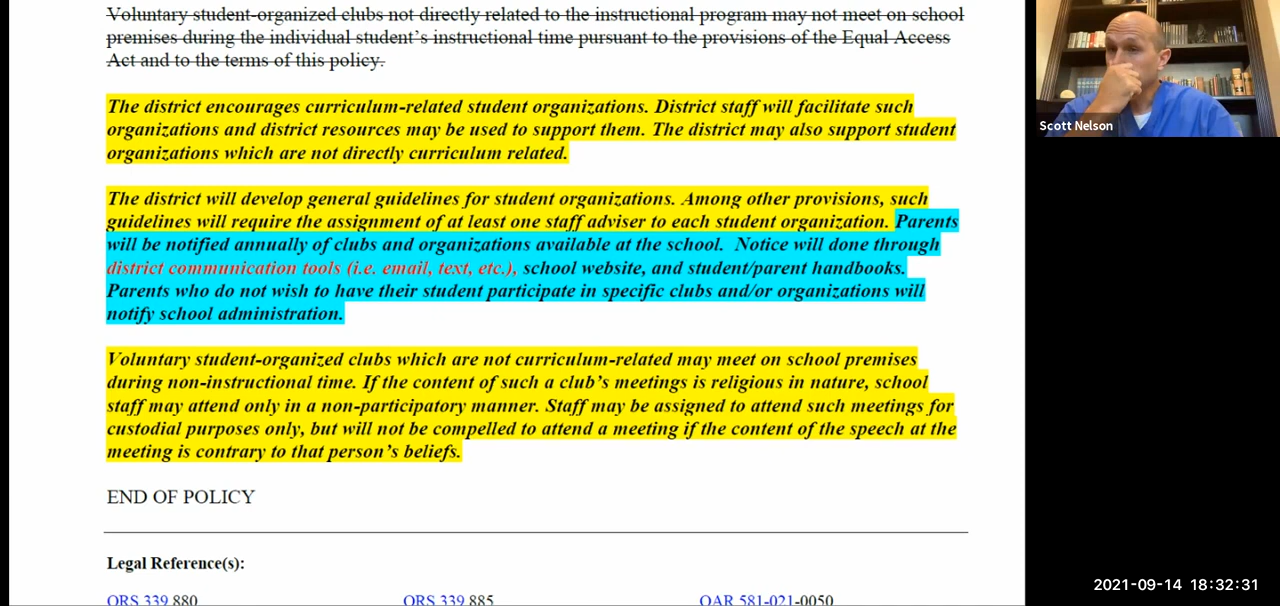 Voluntary student-organized clubs not directly related to the instructional program may not meet on school
premises during the individual student's instructional time pursuant to the provisions of the Equal Access
Act and to the terms of this policy.
The district encourages curriculum-related student organizations. District staff will facilitate such
organizations and district resources may be used to support them. The district may also support student
organizations which are not directly curriculum related.
The district will develop general guidelines for student organizations. Among other provisions, such
guidelines will require the assignment of at least one staff adviser to each student organization. Parents
will be notified annually of clubs and organizations available at the school. Notice will done through
district communication tools (i.e. email, text, etc.), school website, and student/parent handbooks.
Parents who do not wish to have their student participate in specific clubs and/or organizations will
notify school administration.
Voluntary student-organized clubs which are not curriculum-related may meet on school premises
during non-instructional time. If the content of such a club's meetings is religious in nature, school
staff may attend only in a non-participatory manner. Staff may be assigned to attend such meetings for
custodial purposes only, but will not be compelled to attend a meeting if the content of the speech at the
meeting is contrary to that person's beliefs.
END OF POLICY
Legal Reference(s):
ORS 339.880 ORS 339.885 OAR 581-021-0050
Scott Nelson
2021-09-14 18:32:31